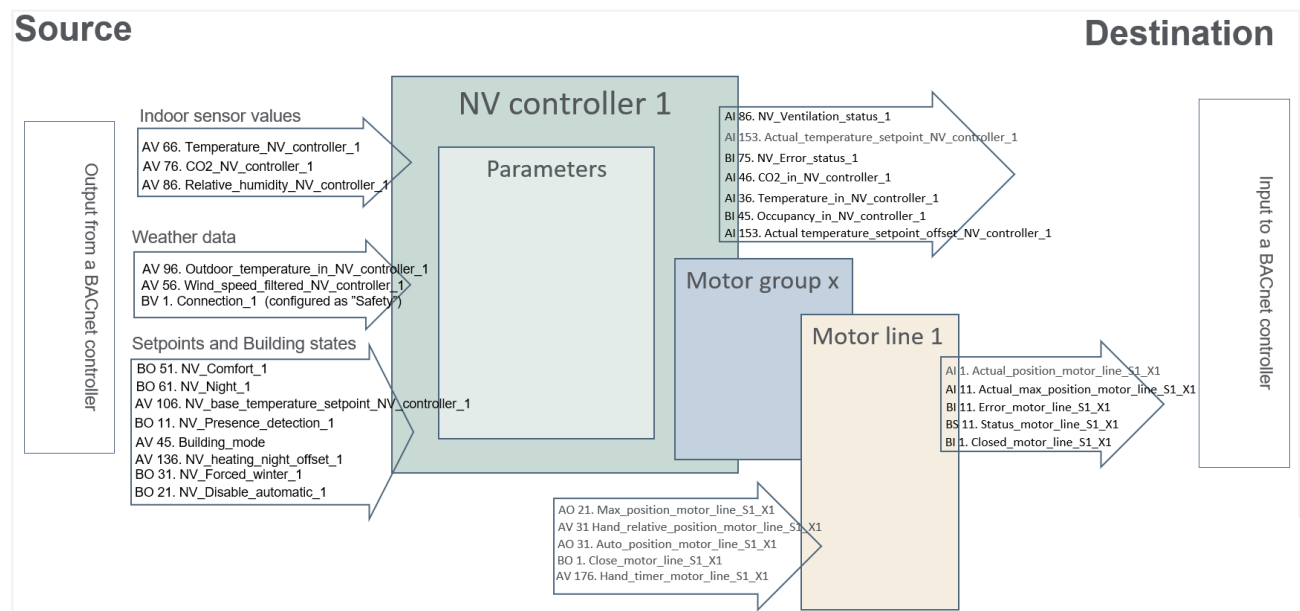 Source
Destination
Output from a BACnet controller
Indoor sensor values
AV 66. Temperature_NV_controller_1
AV 76. CO2_NV_controller_1
AV 86. Relative_humidity_NV_controller_1
Weather data
AV 96. Outdoor_temperature_in_NV_controller_1
AV 56. Wind_speed_filtered_NV_controller_1
BV 1. Connection_1 (configured as "Safety")
Setpoints and Building states
BO 51. NV_Comfort_1
BO 61. NV_Night_1
AV 106. NV_base_temperature_setpoint_NV_controller_1
BO 11. NV_Presence_detection_1
AV 45. Building_mode
AV 136. NV_heating_night_offset_1
BO 31. NV_Forced_winter_1
BO 21. NV_Disable_automatic_1
NV controller 1
Parameters
AI 86. NV_Ventilation_status_1
AI 153. Actual_temperature_setpoint_NV_controller_1
BI 75. NV_Error_status_1
AI 46. CO2_in_NV_controller_1
AI 36. Temperature_in_NV_controller_1
BI 45. Occupancy_in_NV_controller_1
AI 153. Actual temperature_setpoint_offset_NV_controller_1
Motor group x
Motor line 1
AI 1. Actual_position_motor_line_S1_X1
AI 11. Actual_max_position_motor_line_S1_X1
BI 11. Error_motor_line_S1_X1
BS 11. Status_motor_line_S1_X1
BI 1. Closed_motor_line_S1_X1
AO 21. Max_position_motor_line_S1_X1
AV 31 Hand_relative_position_motor_line_S1_X1
AO 31. Auto_position_motor_line_S1_X1
BO 1. Close_motor_line_S1_X1
AV 176. Hand_timer_motor_line_S1_X1
Input to a BACnet controller